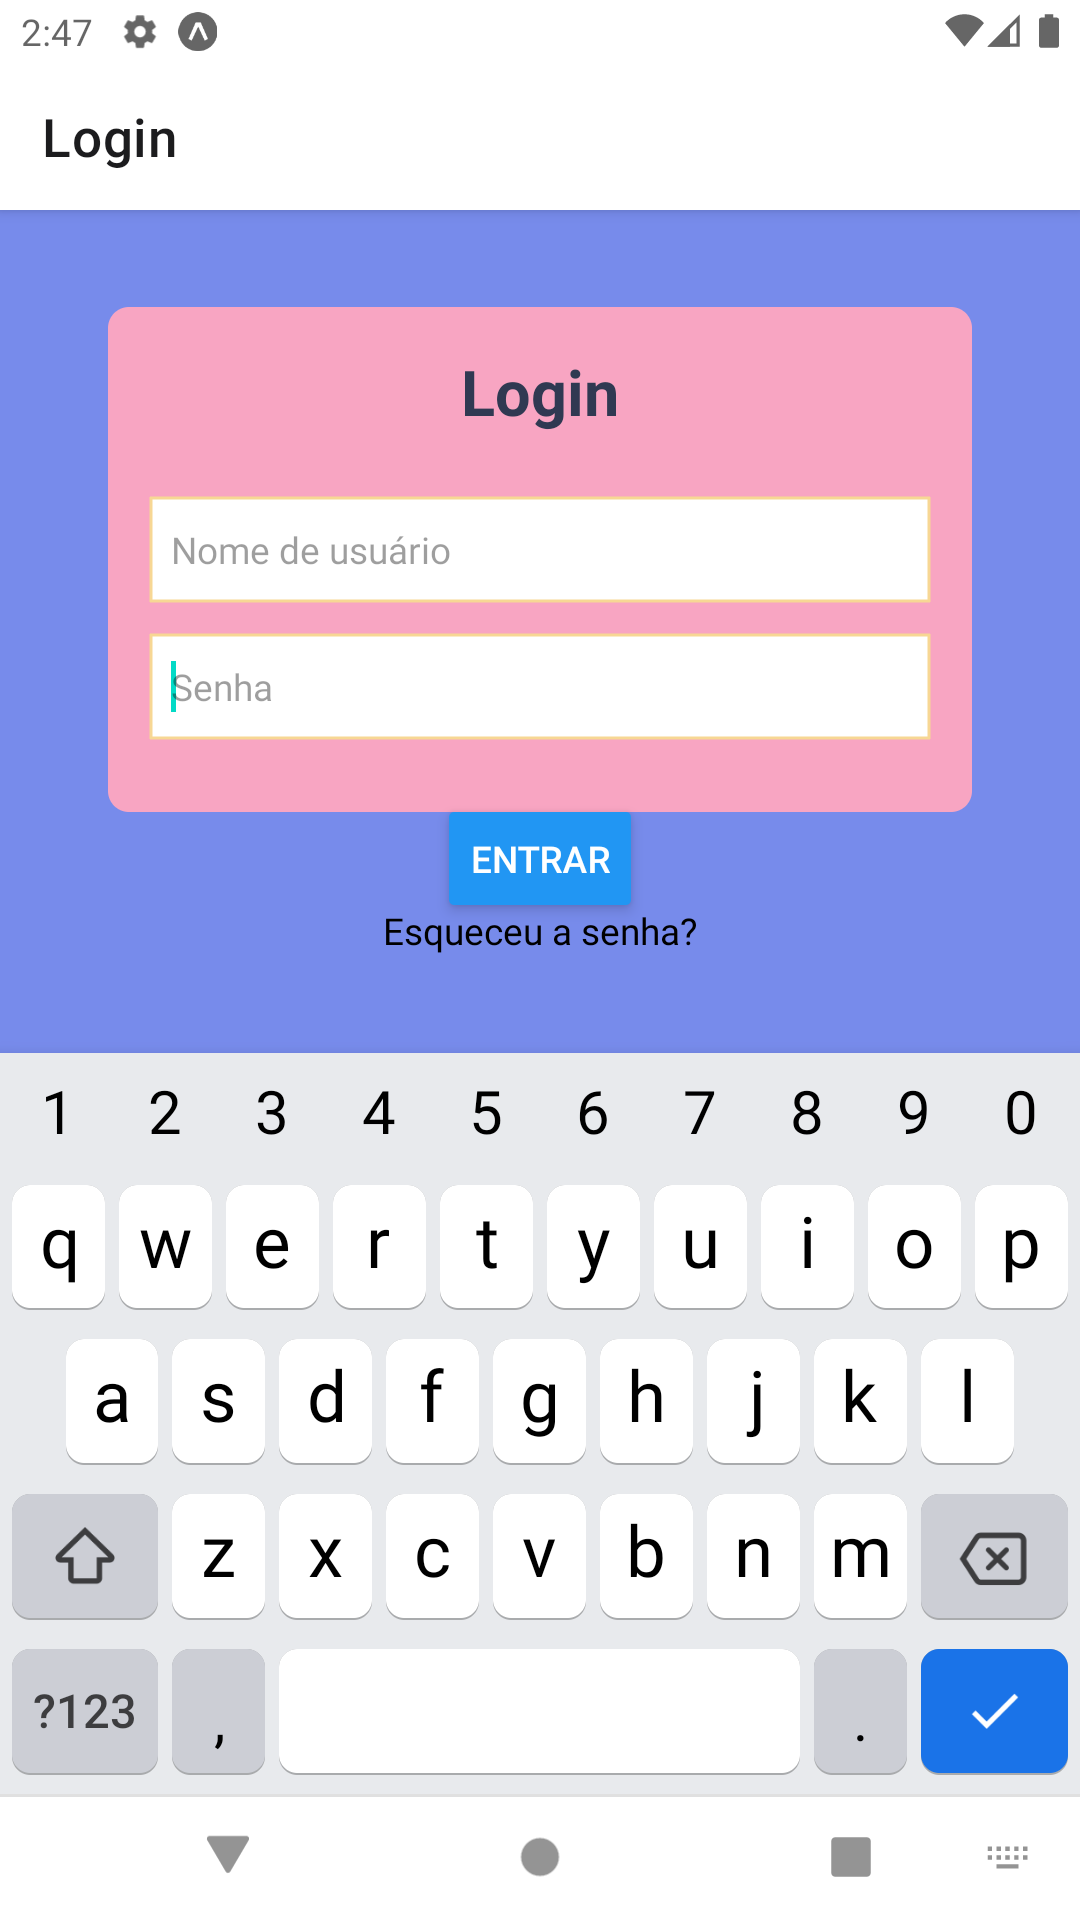 2:47
Login
Login
Nome de usuário
Senha
ENTRAR
Esqueceu a senha?
1 2 3 4 5 6 7 8 9 0
q w e r t y u i o p
a s d f g h j k l
z x c v b n m
?123 , .